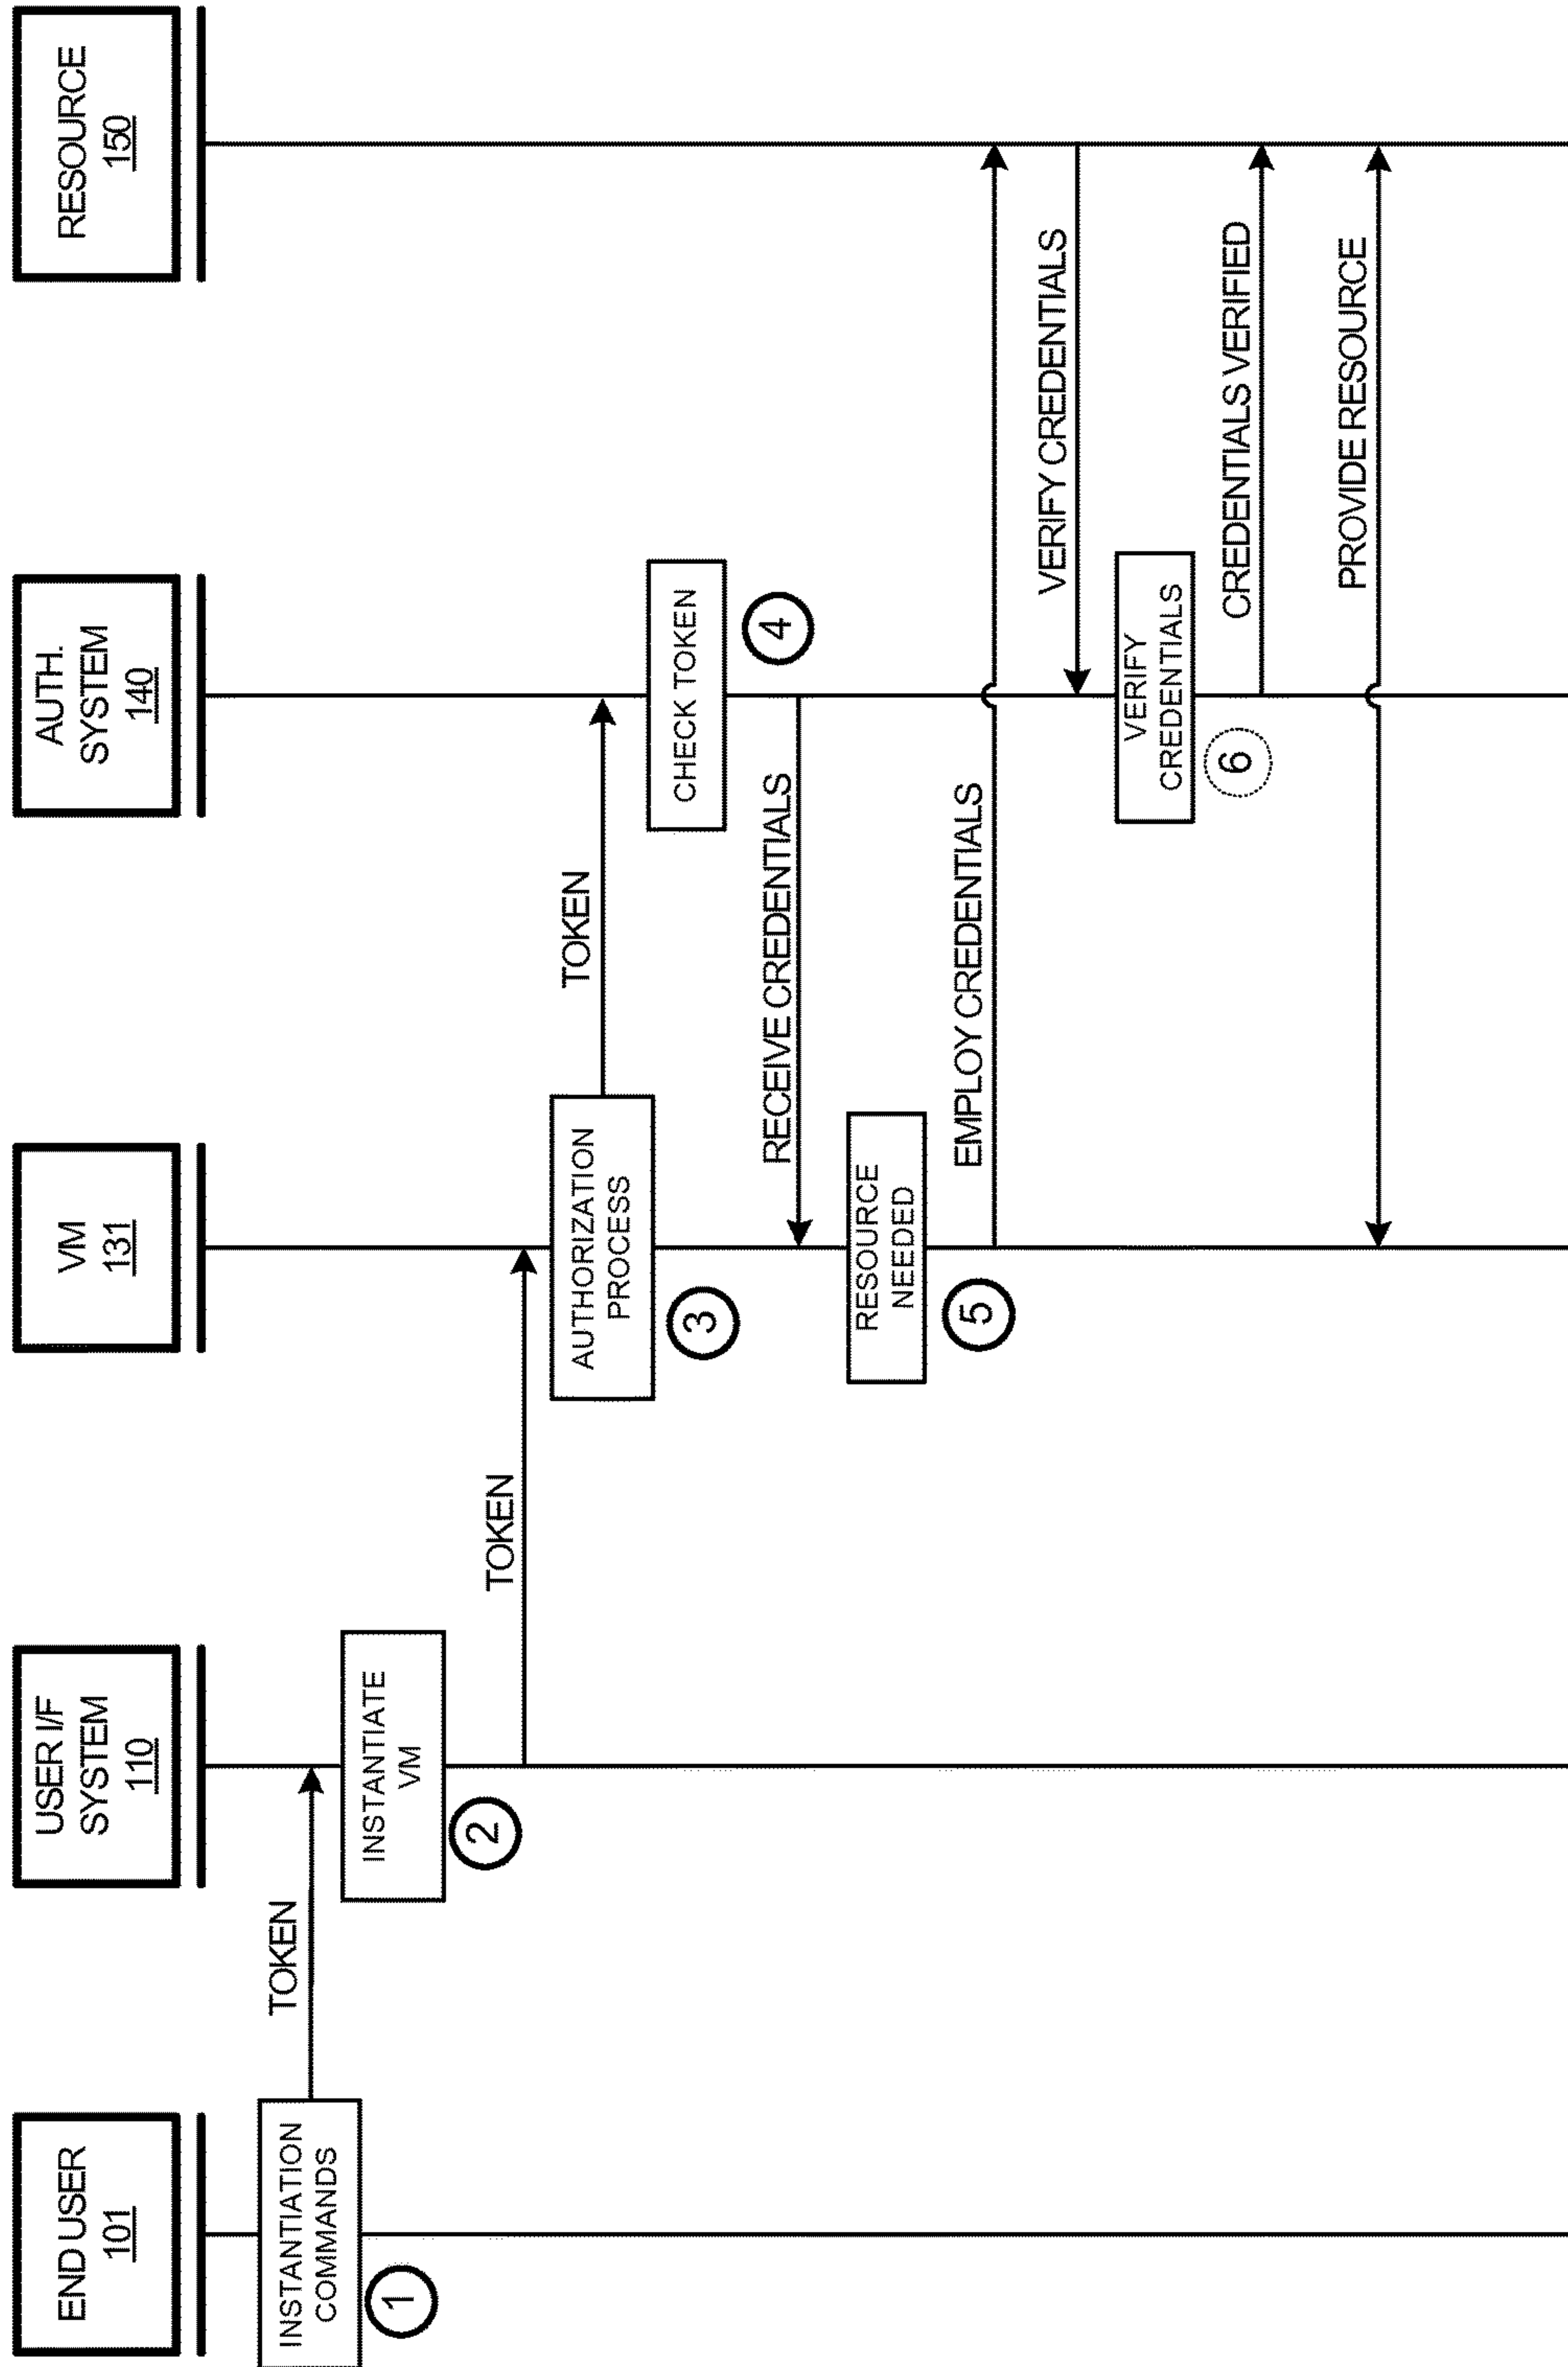 END USER
101
USER I/F
SYSTEM
110
VM
131
AUTH.
SYSTEM
140
RESOURCE
150
INSTANTIATION
COMMANDS
1
TOKEN
INSTANTIATE
VM
2
TOKEN
AUTHORIZATION
PROCESS
3
TOKEN
CHECK TOKEN
4
RECEIVE CREDENTIALS
RESOURCE
NEEDED
5
EMPLOY CREDENTIALS
VERIFY CREDENTIALS
VERIFY
CREDENTIALS
6
CREDENTIALS VERIFIED
PROVIDE RESOURCE